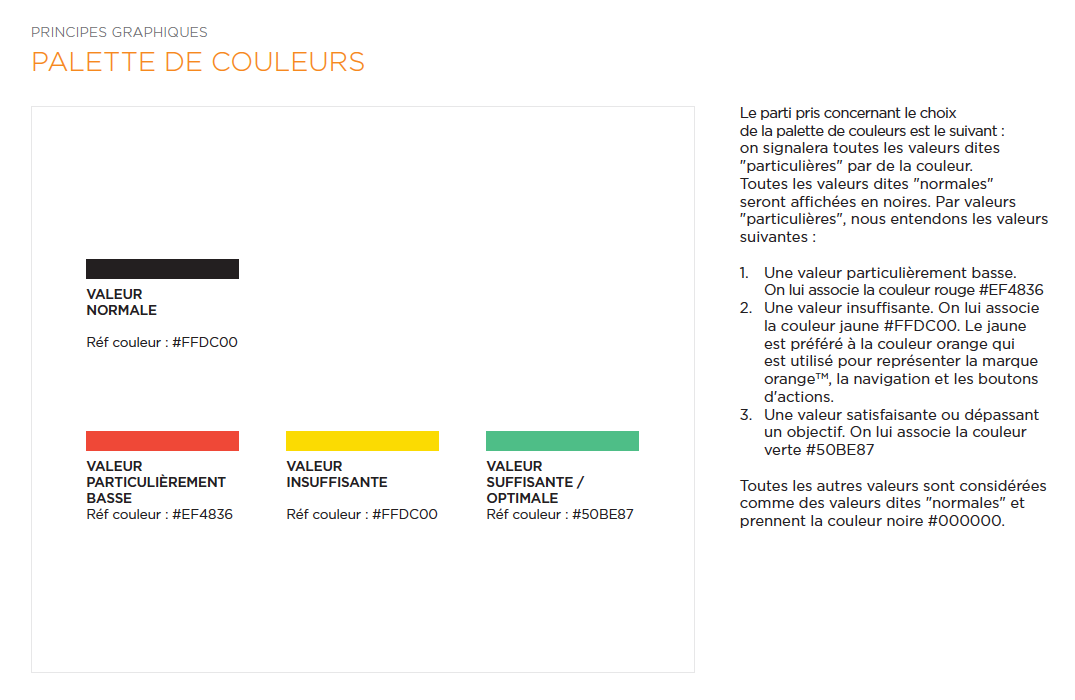 PRINCIPES GRAPHIQUES
PALETTE DE COULEURS
VALEUR
NORMALE
Réf couleur : #FFDC00
VALEUR
PARTICULIÈREMENT
BASSE
Réf couleur : #EF4836
VALEUR
INSUFFISANTE
Réf couleur : #FFDC00
VALEUR
SUFFISANTE /
OPTIMALE
Réf couleur : #50BE87
Le parti pris concernant le choix
de la palette de couleurs est le suivant :
on signalera toutes les valeurs dites
"particulières" par de la couleur.
Toutes les valeurs dites "normales"
seront affichées en noires. Par valeurs
"particulières", nous entendons les valeurs
suivantes :
1. Une valeur particulièrement basse.
On lui associe la couleur rouge #EF4836
2. Une valeur insuffisante. On lui associe
la couleur jaune #FFDC00. Le jaune
est préféré à la couleur orange qui
est utilisé pour représenter la marque
orange™, la navigation et les boutons
d'actions.
3. Une valeur satisfaisante ou dépassant
un objectif. On lui associe la couleur
verte #50BE87
Toutes les autres valeurs sont considérées
comme des valeurs dites "normales" et
prennent la couleur noire #000000.